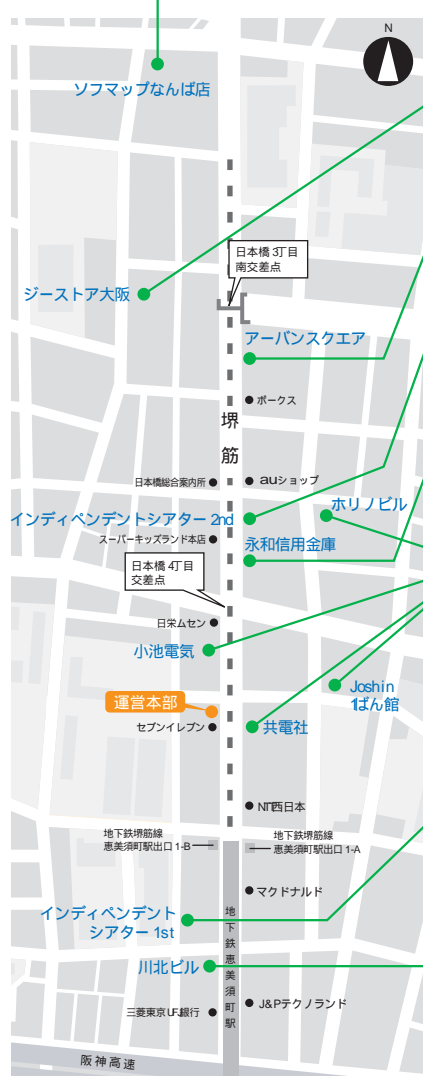 N
ソフマップなんば店
日本橋 3丁目
南交差点
ジーストア大阪
アーバンスクエア
ボークス
堺筋
日本橋総合案内所
auショップ
インディペンデントシアター 2nd
ホリノビル
スーパーキッズランド本店
永和信用金庫
日本橋 4丁目
交差点
日栄ムセン
小池電気
Joshin
1ばん館
運営本部
セブンイレブン
共電社
NTT西日本
地下鉄堺筋線
恵美須町駅出口 1-B
地下鉄堺筋線
恵美須町駅出口 1-A
マクドナルド
インディペンデント
シアター 1st
地下鉄恵美須町駅
川北ビル
三菱東京UFJ銀行
J&Pテクノランド
阪神高速